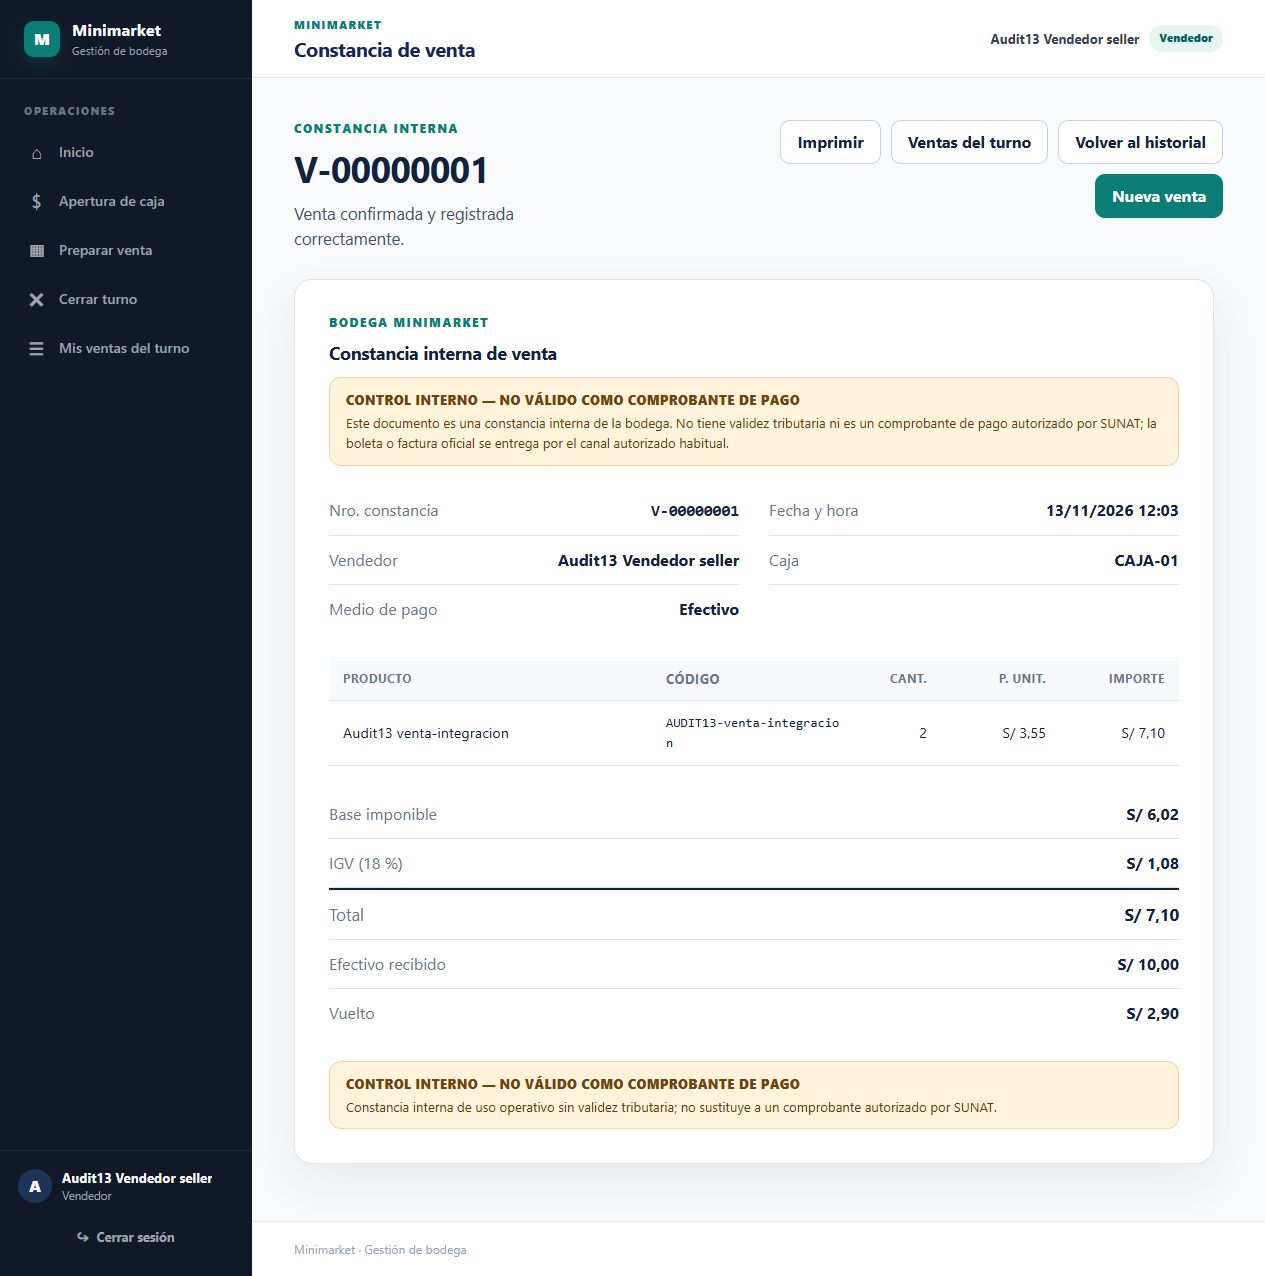 M
Minimarket
Gestión de bodega
OPERACIONES
Inicio
$ Apertura de caja
Preparar venta
Cerrar turno
Mis ventas del turno
A
Audit13 Vendedor seller
Vendedor
Cerrar sesión
MINIMARKET
Constancia de venta
Audit13 Vendedor seller Vendedor
CONSTANCIA INTERNA
V-00000001
Venta confirmada y registrada
correctamente.
Imprimir Ventas del turno Volver al historial
Nueva venta
BODEGA MINIMARKET
Constancia interna de venta
CONTROL INTERNO — NO VÁLIDO COMO COMPROBANTE DE PAGO
Este documento es una constancia interna de la bodega. No tiene validez tributaria ni es un comprobante de pago autorizado por SUNAT; la
boleta o factura oficial se entrega por el canal autorizado habitual.
Nro. constancia V-00000001 Fecha y hora 13/11/2026 12:03
Vendedor Audit13 Vendedor seller Caja CAJA-01
Medio de pago Efectivo
PRODUCTO CÓDIGO CANT. P. UNIT. IMPORTE
Audit13 venta-integracion AUDIT13-venta-integracio 2 S/ 3,55 S/ 7,10
n
Base imponible S/ 6,02
IGV (18 %) S/ 1,08
Total S/ 7,10
Efectivo recibido S/ 10,00
Vuelto S/ 2,90
CONTROL INTERNO — NO VÁLIDO COMO COMPROBANTE DE PAGO
Constancia interna de uso operativo sin validez tributaria; no sustituye a un comprobante autorizado por SUNAT.
Minimarket · Gestión de bodega